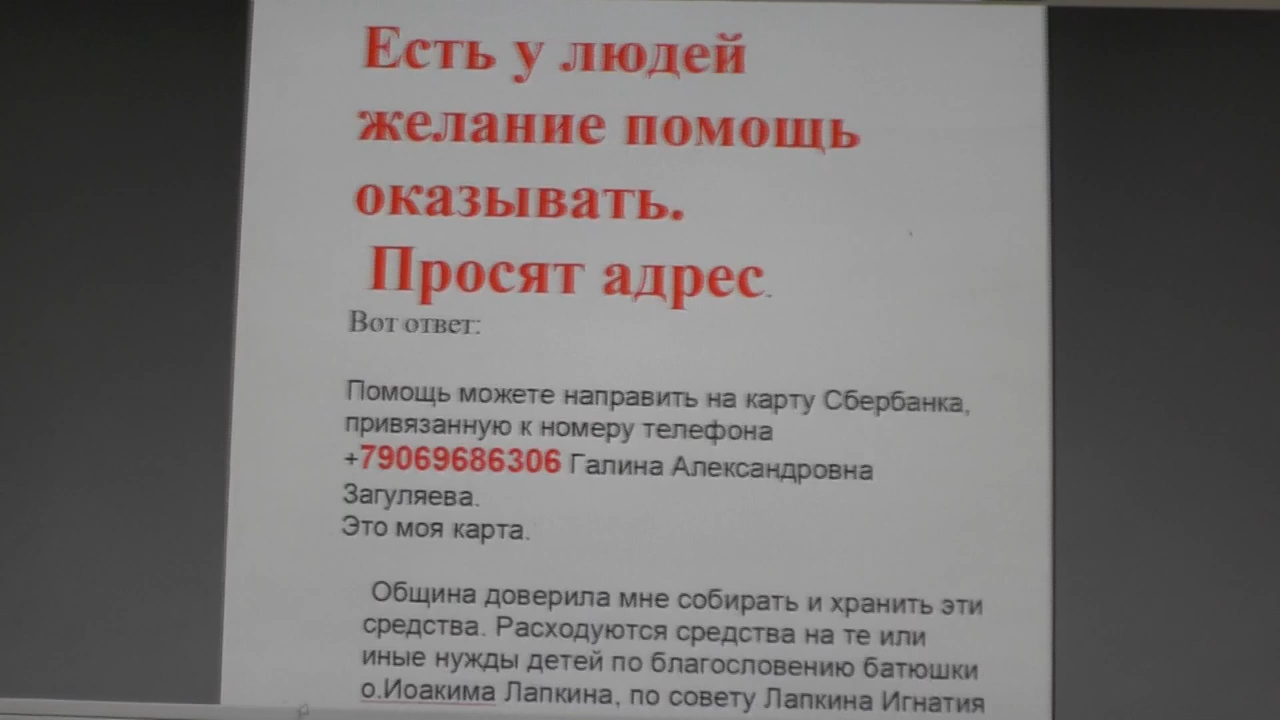 Есть у людей
желание помощь
оказывать.
Просят адрес.
Вот ответ:
Помощь можете направить на карту Сбербанка,
привязанную к номеру телефона
+79069686306 Галина Александровна
Загуляева.
Это моя карта.
Община доверила мне собирать и хранить эти
средства. Расходуются средства на те или
иные нужды детей по благословению батюшки
о.Иоакима Лапкина, по совету Лапкина Игнатия